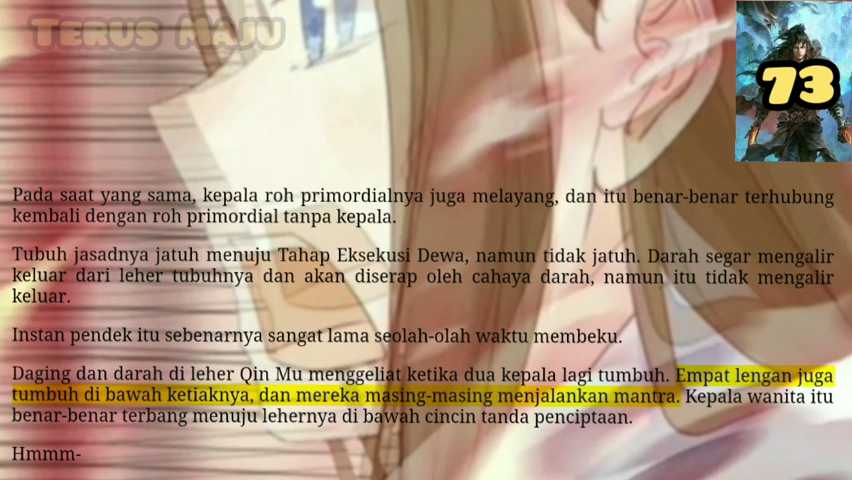 Terus Maju
73
Pada saat yang sama, kepala roh primordialnya juga melayang, dan itu benar-benar terhubung
kembali dengan roh primordial tanpa kepala.
Tubuh jasadnya jatuh menuju Tahap Eksekusi Dewa, namun tidak jatuh. Darah segar mengalir
keluar dari leher tubuhnya dan akan diserap oleh cahaya darah, namun itu tidak mengalir
keluar.
Instan pendek itu sebenarnya sangat lama seolah-olah waktu membeku.
Daging dan darah di leher Qin Mu menggeliat ketika dua kepala lagi tumbuh. Empat lengan juga
tumbuh di bawah ketiaknya, dan mereka masing-masing menjalankan mantra. Kepala wanita itu
benar-benar terbang menuju lehernya di bawah cincin tanda penciptaan.
Hmmm-